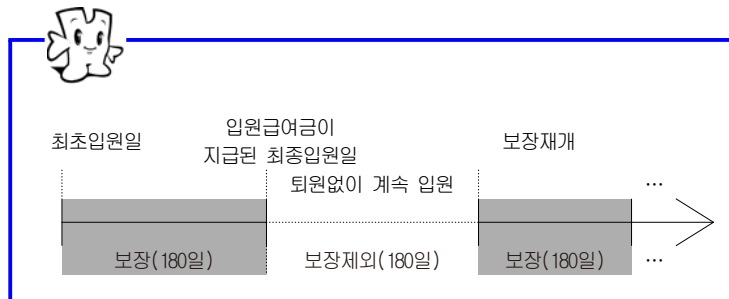 최초입원일
입원급여금이
지급된 최종입원일
보장재개
퇴원없이 계속 입원
...
보장(180일)
보장제외(180일)
보장(180일)
...